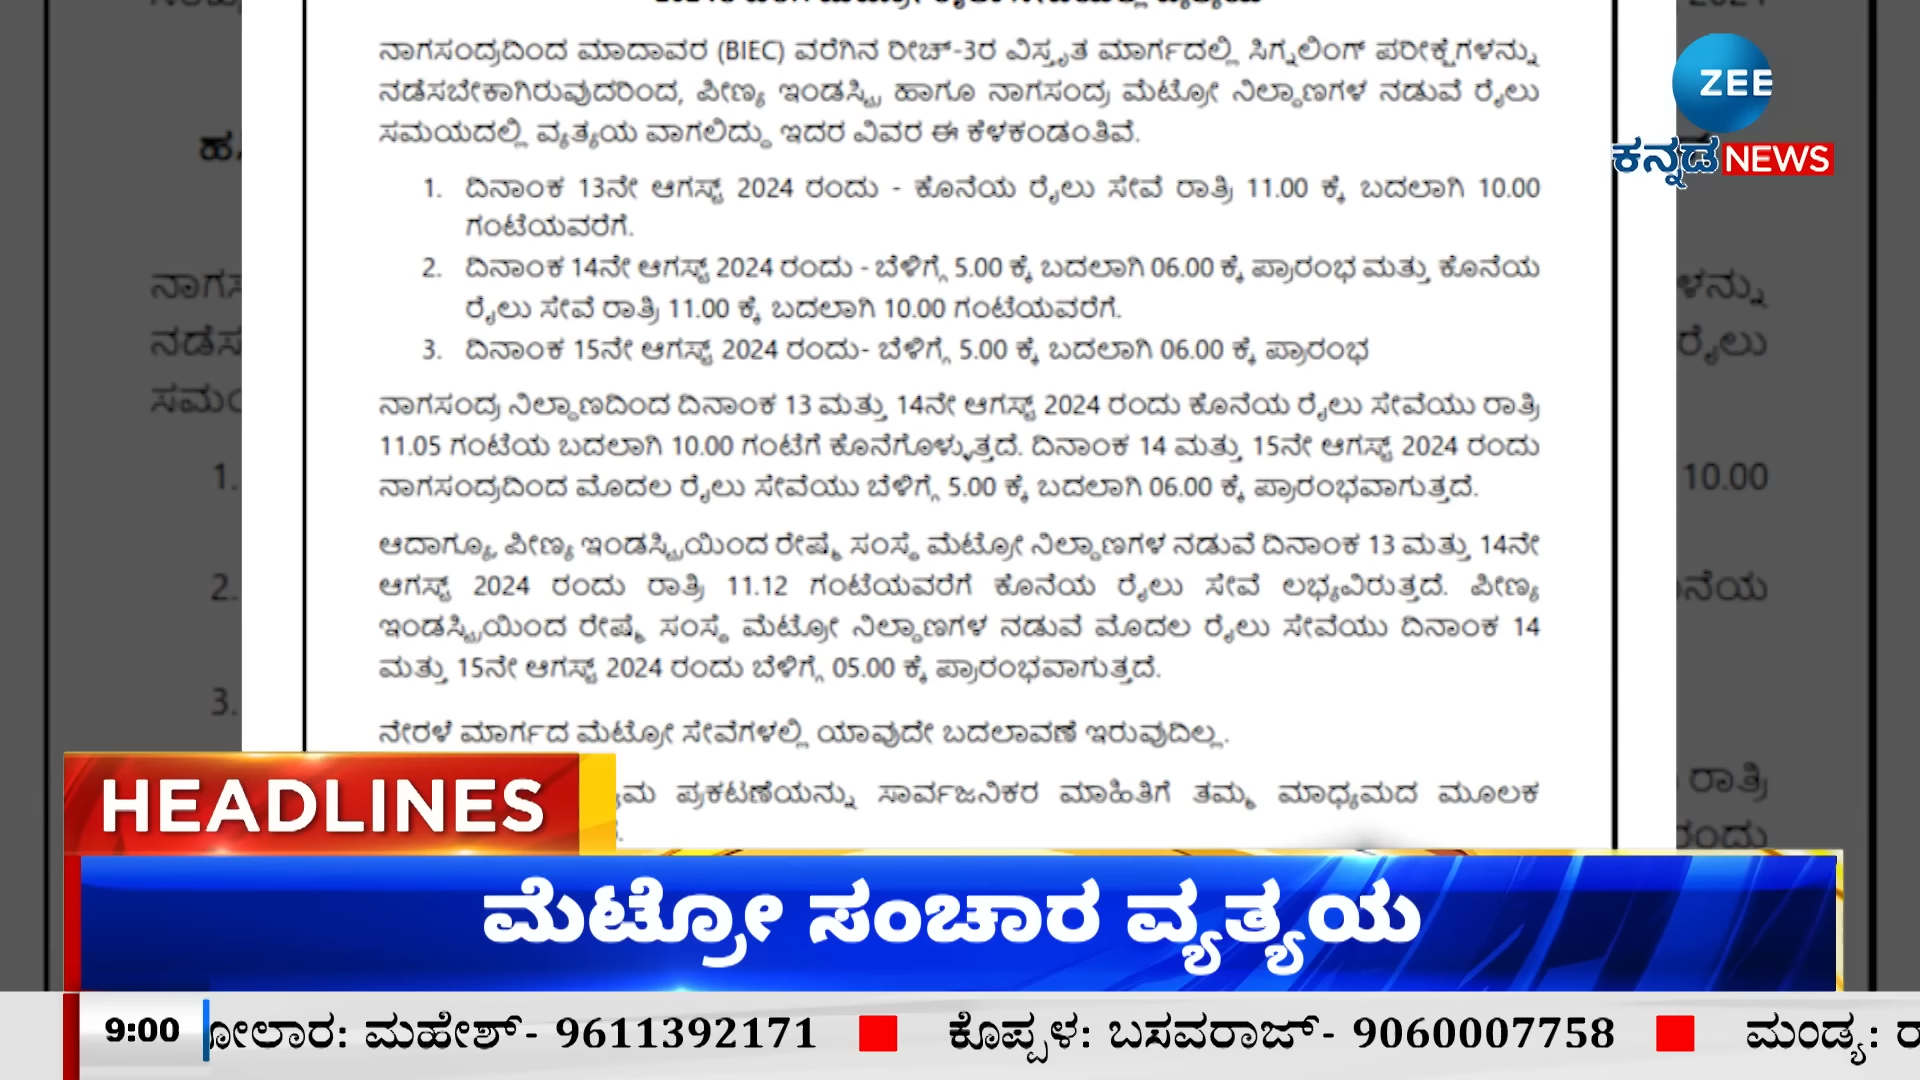 ನಾಗಸಂದ್ರದಿಂದ ಮಾದಾವರ (BIEC) ವರೆಗಿನ ರೀಚ್-3ರ ವಿಸ್ತೃತ ಮಾರ್ಗದಲ್ಲಿ ಸಿಗ್ನಲಿಂಗ್ ಪರೀಕ್ಷೆಗಳನ್ನು
ನಡೆಸಬೇಕಾಗಿರುವುದರಿಂದ, ಪೀಣ್ಯ ಇಂಡಸ್ಟ್ರಿ ಹಾಗೂ ನಾಗಸಂದ್ರ ಮೆಟ್ರೋ ನಿಲ್ದಾಣಗಳ ನಡುವೆ ರೈಲು
ಸಮಯದಲ್ಲಿ ವ್ಯತ್ಯಯ ವಾಗಲಿದ್ದು ಇದರ ವಿವರ ಈ ಕೆಳಕಂಡಂತಿವೆ.
1. ದಿನಾಂಕ 13ನೇ ಆಗಸ್ಟ್ 2024 ರಂದು - ಕೊನೆಯ ರೈಲು ಸೇವೆ ರಾತ್ರಿ 11.00 ಕ್ಕೆ ಬದಲಾಗಿ 10.00
ಗಂಟೆಯವರೆಗೆ.
2. ದಿನಾಂಕ 14ನೇ ಆಗಸ್ಟ್ 2024 ರಂದು - ಬೆಳಿಗ್ಗೆ 5.00 ಕ್ಕೆ ಬದಲಾಗಿ 06.00 ಕ್ಕೆ ಪ್ರಾರಂಭ ಮತ್ತು ಕೊನೆಯ
ರೈಲು ಸೇವೆ ರಾತ್ರಿ 11.00 ಕ್ಕೆ ಬದಲಾಗಿ 10.00 ಗಂಟೆಯವರೆಗೆ.
3. ದಿನಾಂಕ 15ನೇ ಆಗಸ್ಟ್ 2024 ರಂದು- ಬೆಳಿಗ್ಗೆ 5.00 ಕ್ಕೆ ಬದಲಾಗಿ 06.00 ಕ್ಕೆ ಪ್ರಾರಂಭ
ನಾಗಸಂದ್ರ ನಿಲ್ದಾಣದಿಂದ ದಿನಾಂಕ 13 ಮತ್ತು 14ನೇ ಆಗಸ್ಟ್ 2024 ರಂದು ಕೊನೆಯ ರೈಲು ಸೇವೆಯು ರಾತ್ರಿ
11.05 ಗಂಟೆಯ ಬದಲಾಗಿ 10.00 ಗಂಟೆಗೆ ಕೊನೆಗೊಳ್ಳುತ್ತದೆ. ದಿನಾಂಕ 14 ಮತ್ತು 15ನೇ ಆಗಸ್ಟ್ 2024 ರಂದು
ನಾಗಸಂದ್ರದಿಂದ ಮೊದಲ ರೈಲು ಸೇವೆಯು ಬೆಳಿಗ್ಗೆ 5.00 ಕ್ಕೆ ಬದಲಾಗಿ 06.00 ಕ್ಕೆ ಪ್ರಾರಂಭವಾಗುತ್ತದೆ.
ಆದಾಗ್ಯೂ, ಪೀಣ್ಯ ಇಂಡಸ್ಟ್ರಿಯಿಂದ ರೇಷ್ಮೆ ಸಂಸ್ಥೆ ಮೆಟ್ರೋ ನಿಲ್ದಾಣಗಳ ನಡುವೆ ದಿನಾಂಕ 13 ಮತ್ತು 14ನೇ
ಆಗಸ್ಟ್ 2024 ರಂದು ರಾತ್ರಿ 11.12 ಗಂಟೆಯವರೆಗೆ ಕೊನೆಯ ರೈಲು ಸೇವೆ ಲಭ್ಯವಿರುತ್ತದೆ. ಪೀಣ್ಯ
ಇಂಡಸ್ಟ್ರಿಯಿಂದ ರೇಷ್ಮೆ ಸಂಸ್ಥೆ ಮೆಟ್ರೋ ನಿಲ್ದಾಣಗಳ ನಡುವೆ ಮೊದಲ ರೈಲು ಸೇವೆಯು ದಿನಾಂಕ 14
ಮತ್ತು 15ನೇ ಆಗಸ್ಟ್ 2024 ರಂದು ಬೆಳಿಗ್ಗೆ 05.00 ಕ್ಕೆ ಪ್ರಾರಂಭವಾಗುತ್ತದೆ.
ನೇರಳೆ ಮಾರ್ಗದ ಮೆಟ್ರೋ ಸೇವೆಗಳಲ್ಲಿ ಯಾವುದೇ ಬದಲಾವಣೆ ಇರುವುದಿಲ್ಲ.
ಪ್ರಕಟಣೆಯನ್ನು ಸಾರ್ವಜನಿಕರ ಮಾಹಿತಿಗೆ ತಮ್ಮ ಮಾಧ್ಯಮದ ಮೂಲಕ
ZEE
ಕನ್ನಡ NEWS
HEADLINES
ಮೆಟ್ರೋ ಸಂಚಾರ ವ್ಯತ್ಯಯ
9:00 ೋಲಾರ: ಮಹೇಶ್- 9611392171 ಕೊಪ್ಪಳ: ಬಸವರಾಜ್- 9060007758 ಮಂಡ್ಯ: